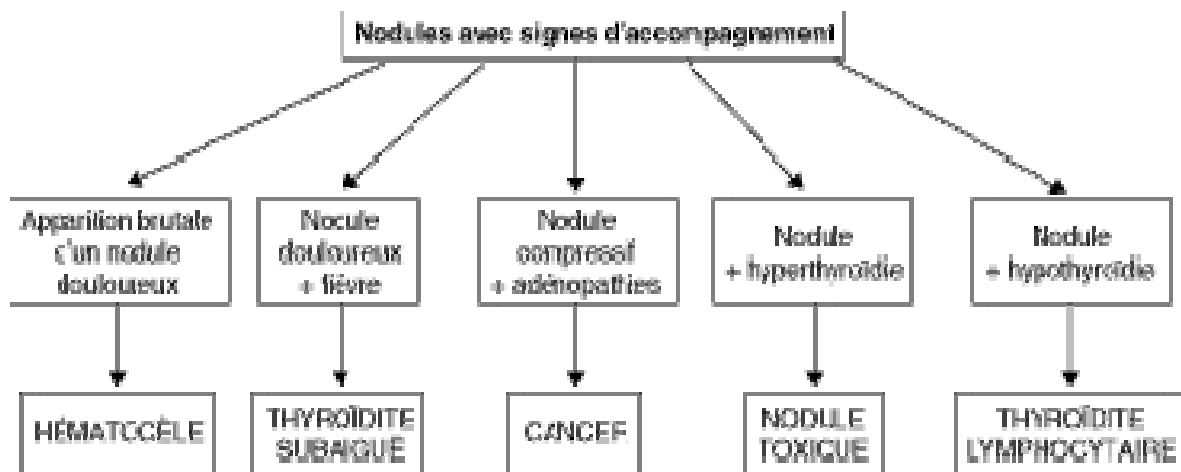 Nodules avec signes d'accompagnement
Apparition brutale
d'un nodule
douloureux
Nodule
douloureux
+ fièvre
Nodule
compressif
+ adénopathies
Nodule
+ hyperthyroïdie
Nodule
+ hypothyroïdie
HÉMATOCÈLE
THYROÏDITE
SUBAIGUË
CANCER
NODULE
TOXIQUE
THYROÏDITE
LYMPHOCYTAIRE